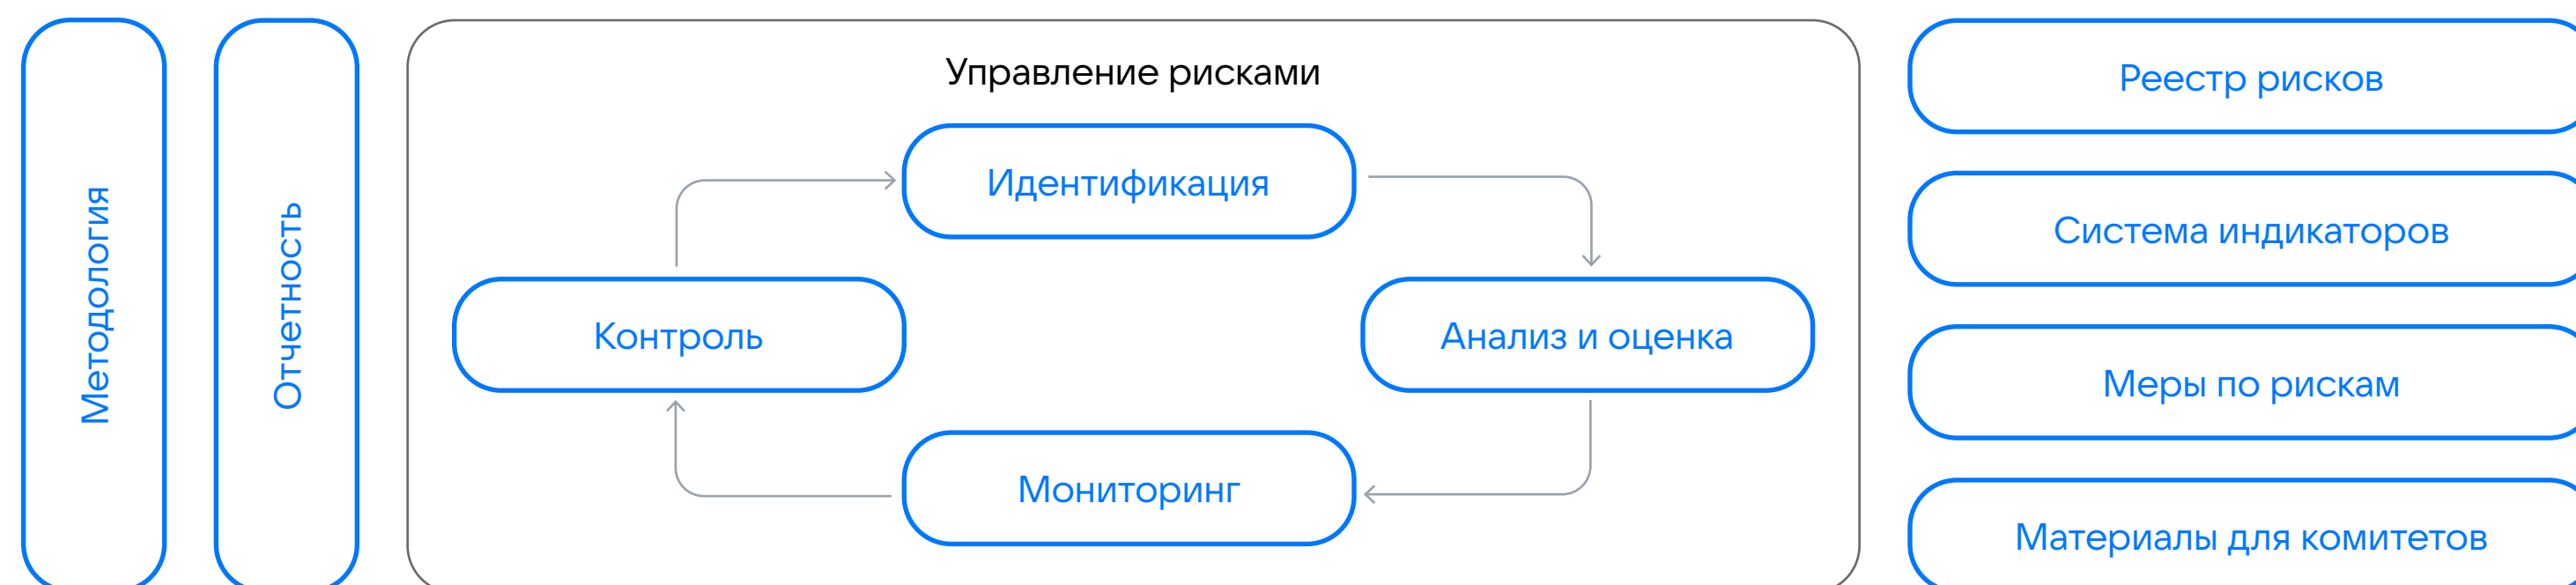 Методология
Отчетность
Управление рисками
Идентификация
Контроль
Анализ и оценка
Мониторинг
Реестр рисков
Система индикаторов
Меры по рискам
Материалы для комитетов